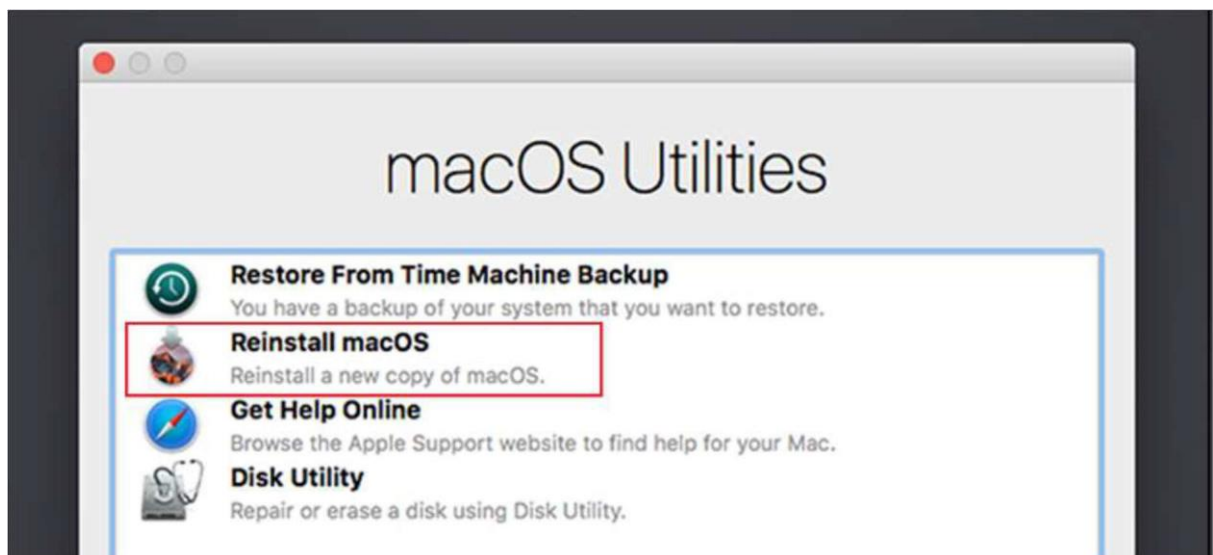 macOS Utilities
Restore From Time Machine Backup
You have a backup of your system that you want to restore.
Reinstall macOS
Reinstall a new copy of macOS.
Get Help Online
Browse the Apple Support website to find help for your Mac.
Disk Utility
Repair or erase a disk using Disk Utility.